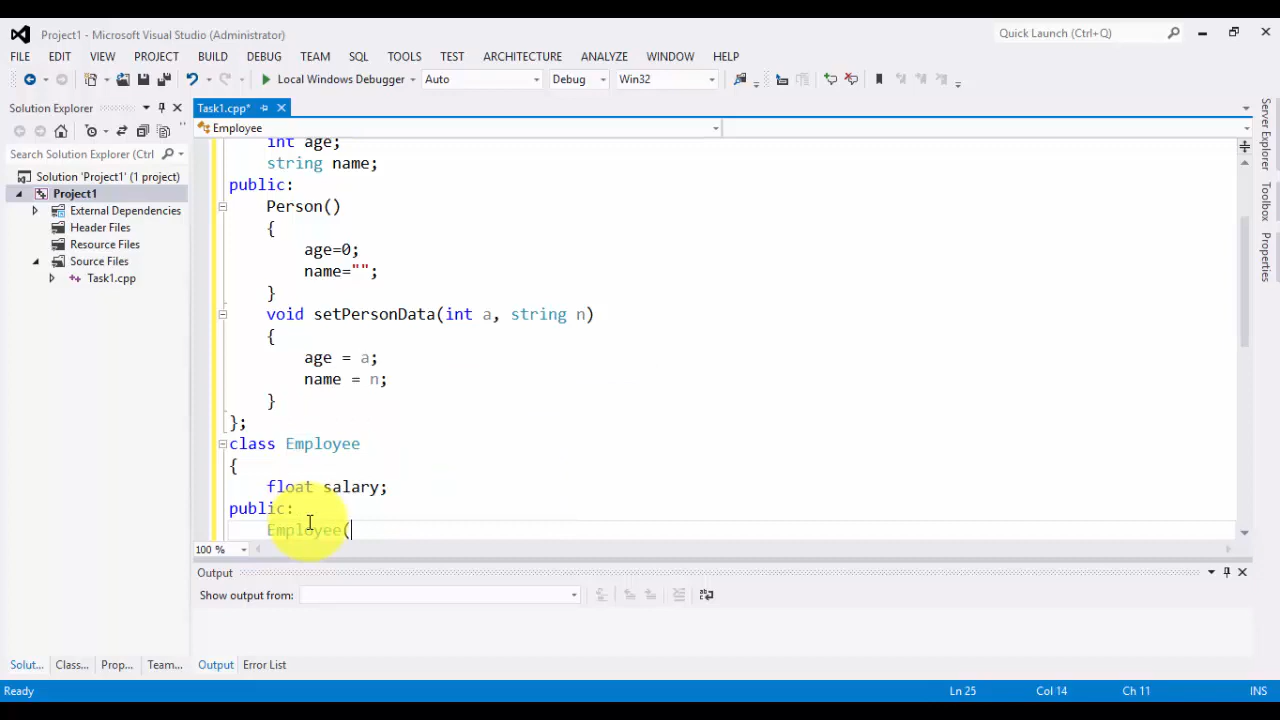 Project1 - Microsoft Visual Studio (Administrator)
Quick Launch (Ctrl+Q)
FILE EDIT VIEW PROJECT BUILD DEBUG TEAM SQL TOOLS TEST ARCHITECTURE ANALYZE WINDOW HELP
Local Windows Debugger Auto Debug Win32
Solution Explorer
Search Solution Explorer (Ctrl
Solution 'Project1' (1 project)
Project1
External Dependencies
Header Files
Resource Files
Source Files
Task1.cpp
Task1.cpp*
Employee
int age;
string name;
public:
Person()
{
age=0;
name="";
}
void setPersonData(int a, string n)
{
age = a;
name = n;
}
};
class Employee
{
float salary;
public:
Employee(
100 %
Output
Show output from:
Server Explorer
Toolbox
Properties
Solut... Class... Prop... Team...
Output Error List
Ready Ln 25 Col 14 Ch 11 INS